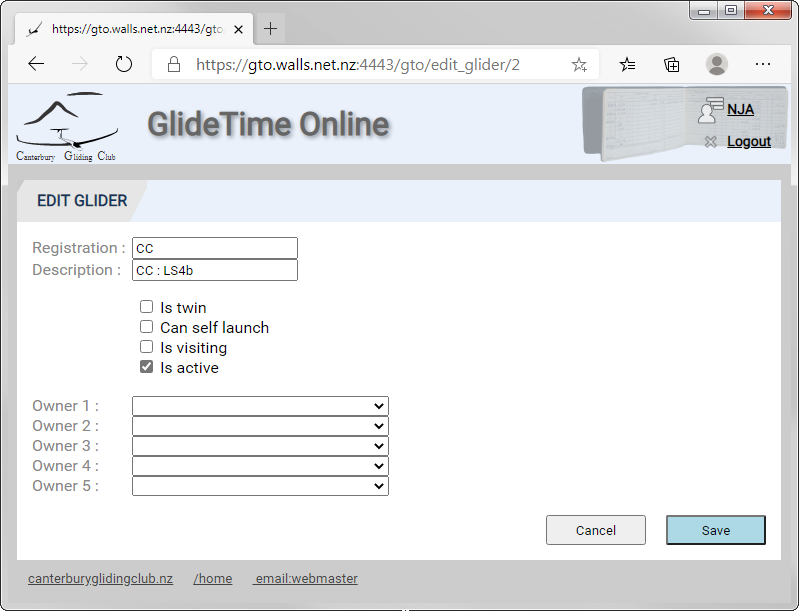 https://gto.walls.net.nz:4443/gto
https://gto.walls.net.nz:4443/gto/edit_glider/2
Canterbury Gliding Club
GlideTime Online
NJA
Logout
EDIT GLIDER
Registration : CC
Description : CC : LS4b
Is twin
Can self launch
Is visiting
Is active
Owner 1 :
Owner 2 :
Owner 3 :
Owner 4 :
Owner 5 :
Cancel Save
canterburyglidingclub.nz /home email:webmaster